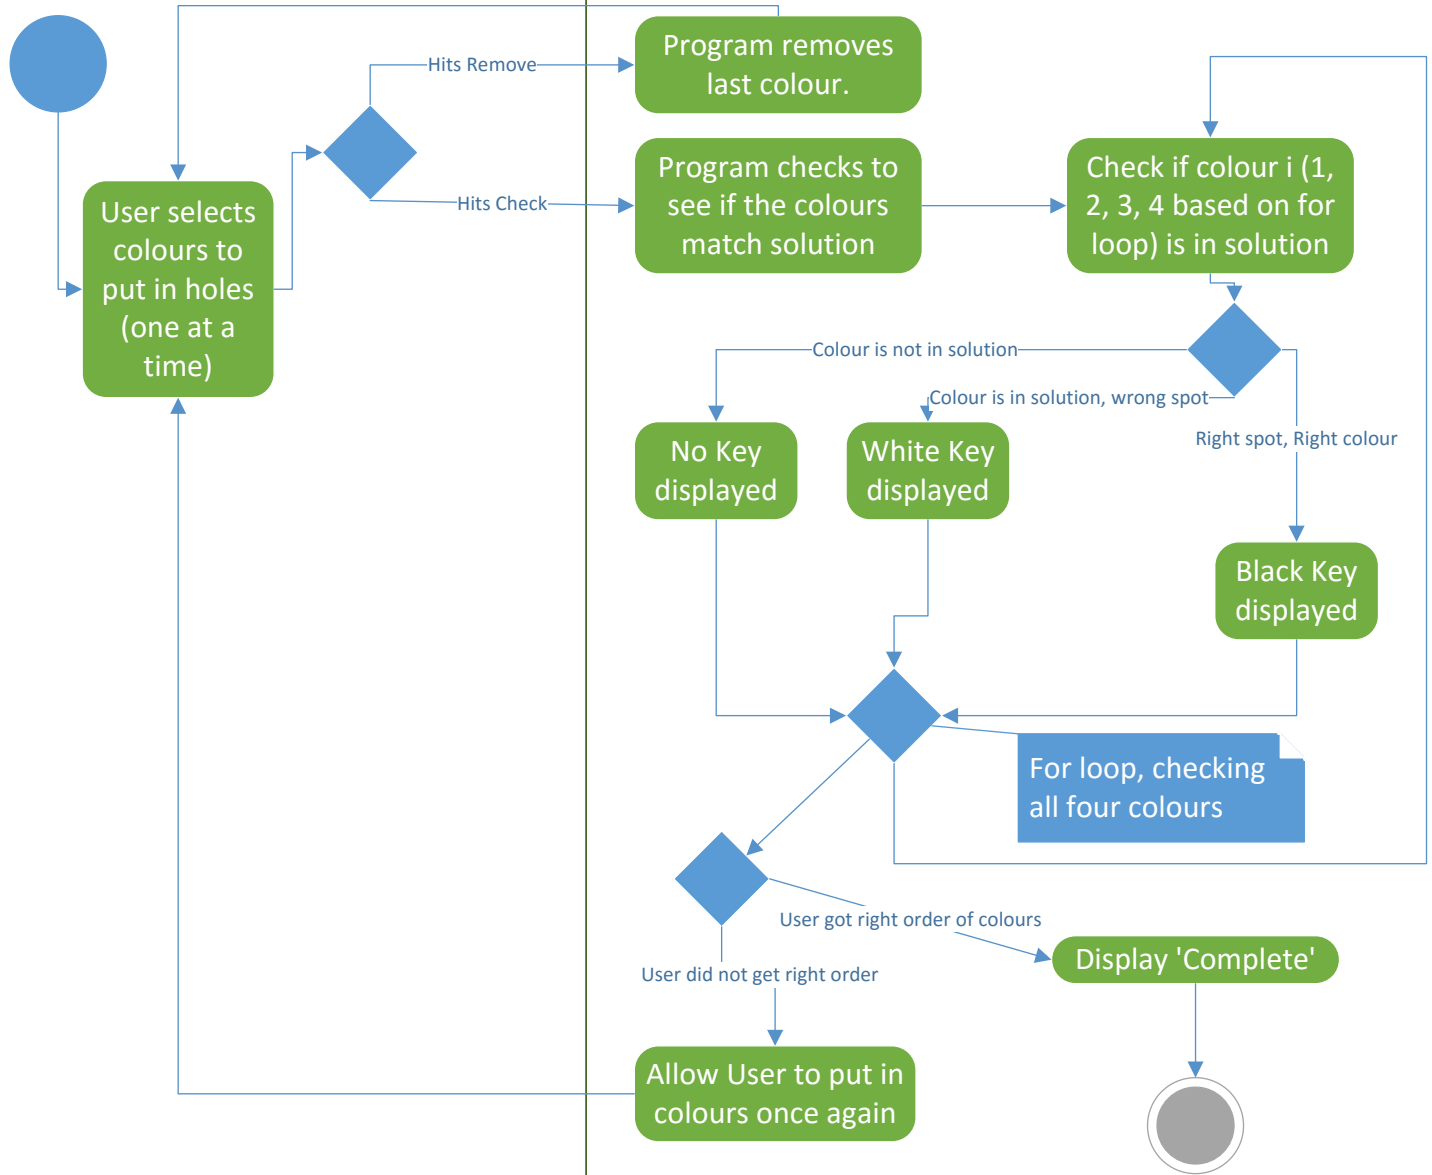 Hits Remove
Program removes
last colour.
User selects
colours to
put in holes
(one at a
time)
Hits Check
Program checks to
see if the colours
match solution
Check if colour i (1,
2, 3, 4 based on for
loop) is in solution
Colour is not in solution
Colour is in solution, wrong spot
Right spot, Right colour
No Key
displayed
White Key
displayed
Black Key
displayed
For loop, checking
all four colours
User got right order of colours
Display 'Complete'
User did not get right order
Allow User to put in
colours once again